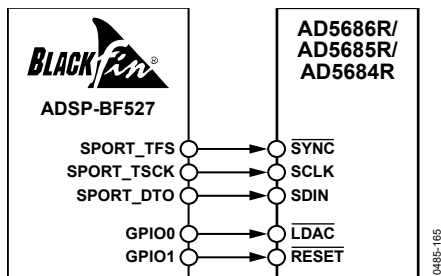 BLACKfin®
ADSP-BF527
AD5686R/
AD5685R/
AD5684R
SPORT_TFS
SYNC
SPORT_TSCK
SCLK
SPORT_DTO
SDIN
GPIO0
LDAC
GPIO1
RESET
0485-165